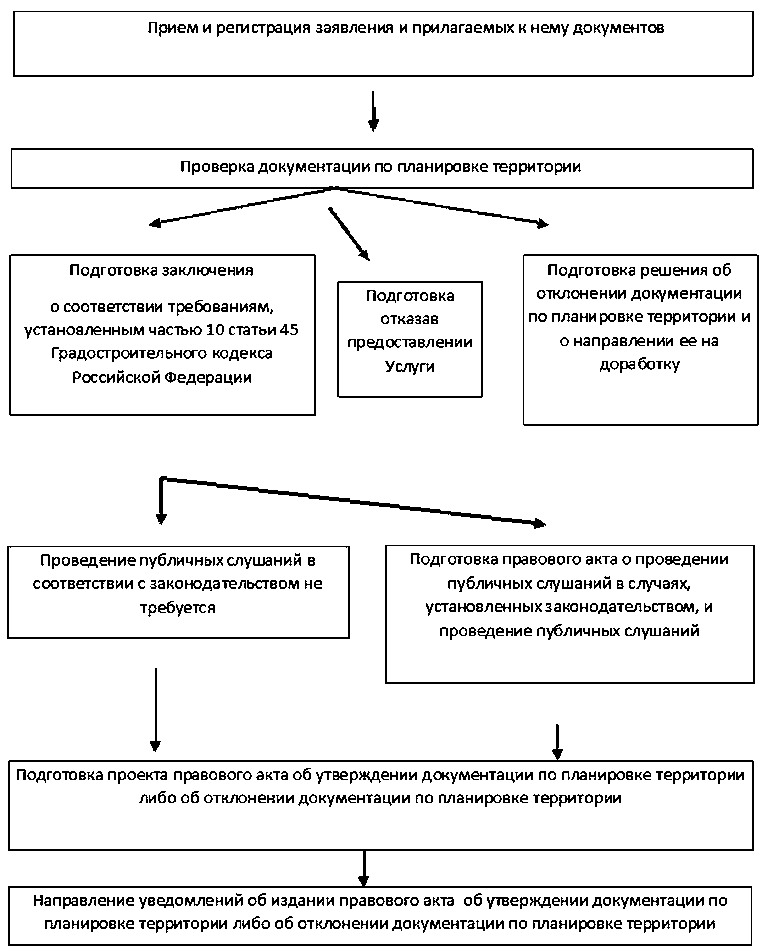 Прием и регистрация заявления и прилагаемых к нему документов
Проверка документации по планировке территории
Подготовка заключения
о соответствии требованиям,
установленным частью 10 статьи 45
Градостроительного кодекса
Российской Федерации
Подготовка
отказав
предоставлении
Услуги
Подготовка решения об
отклонении документации
по планировке территории и
о направлении ее на
доработку
Проведение публичных слушаний в
соответствии с законодательством не
требуется
Подготовка правового акта о проведении
публичных слушаний в случаях,
установленных законодательством, и
проведение публичных слушаний
Подготовка проекта правового акта об утверждении документации по планировке территории
либо об отклонении документации по планировке территории
Направление уведомлений об издании правового акта об утверждении документации по
планировке территории либо об отклонении документации по планировке территории